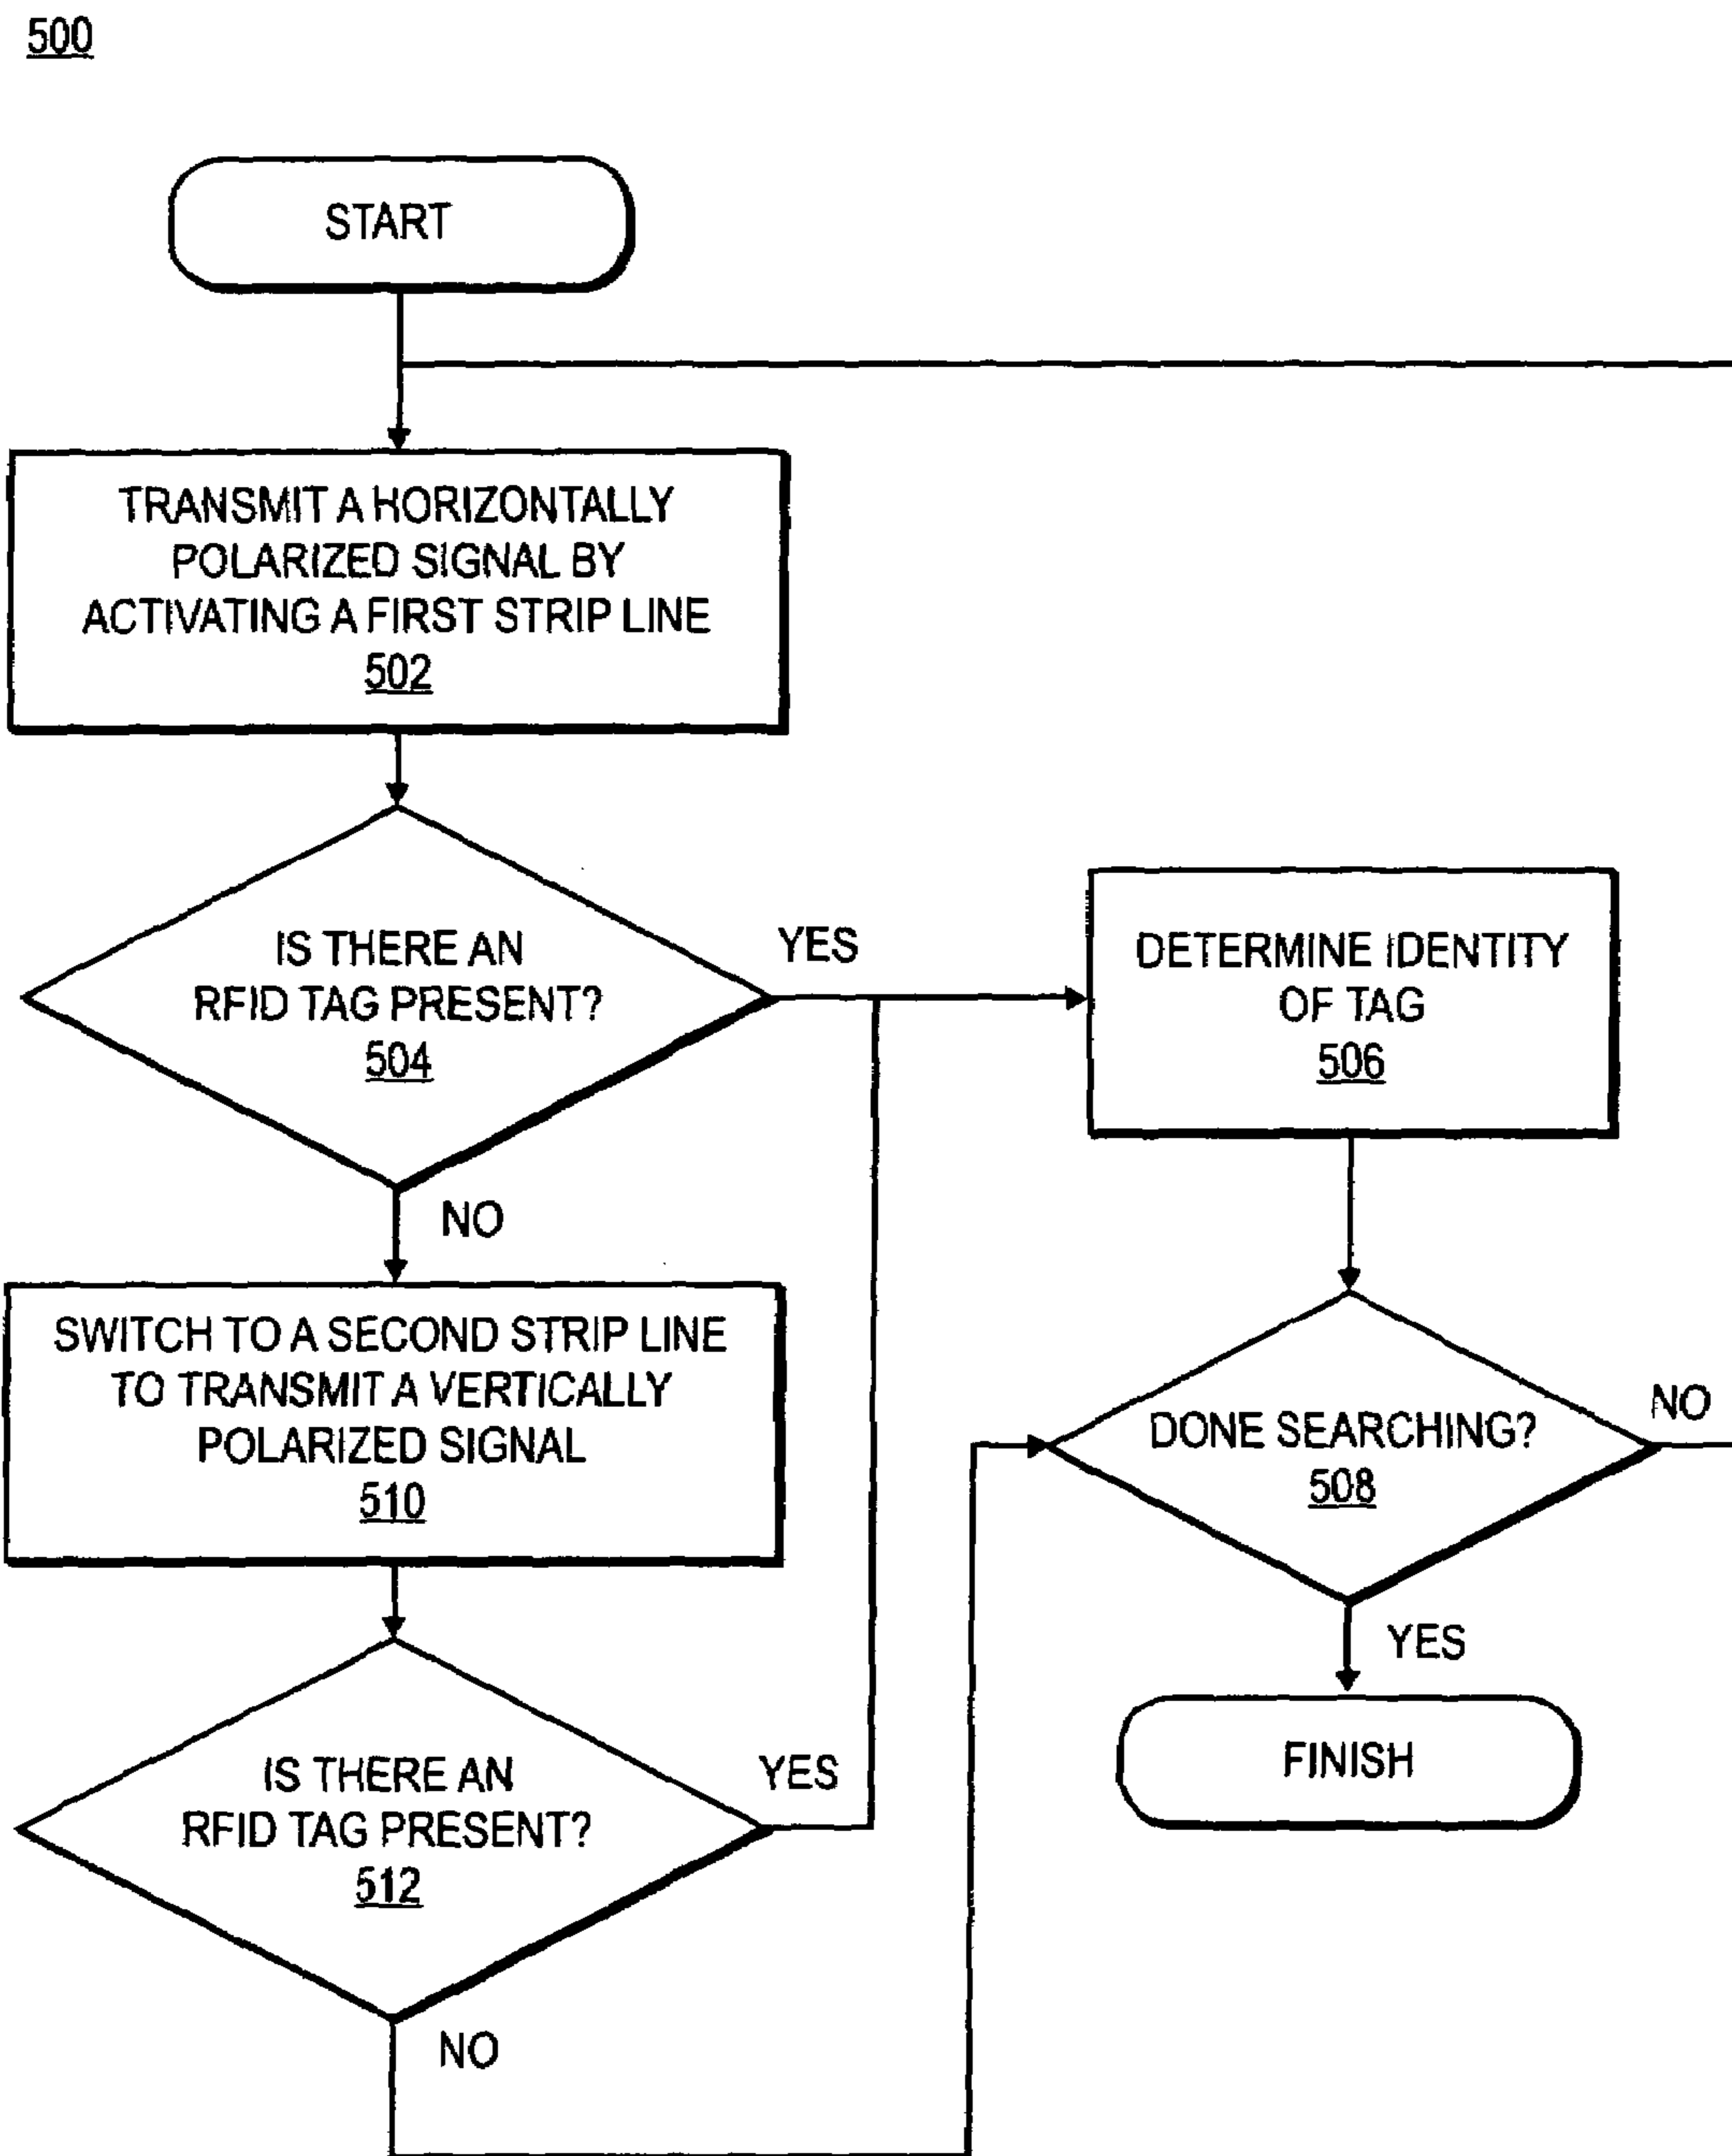 500
START
TRANSMIT A HORIZONTALLY
POLARIZED SIGNAL BY
ACTIVATING A FIRST STRIP LINE
502
IS THERE AN
RFID TAG PRESENT?
504
YES
NO
DETERMINE IDENTITY
OF TAG
506
SWITCH TO A SECOND STRIP LINE
TO TRANSMIT A VERTICALLY
POLARIZED SIGNAL
510
DONE SEARCHING?
508
NO
YES
IS THERE AN
RFID TAG PRESENT?
512
YES
NO
FINISH